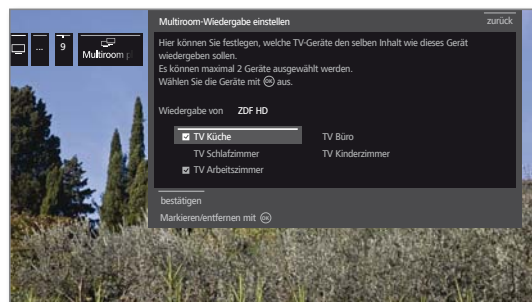 Multiroom-Wiedergabe einstellen
zurück
... 9
Multiroom
Hier können Sie festlegen, welche TV-Geräte den selben Inhalt wie dieses Gerät
wiedergeben sollen.
Es können maximal 2 Geräte ausgewählt werden.
Wählen Sie die Geräte mit OK aus.
Wiedergabe von ZDF HD
TV Küche TV Büro
TV Schlafzimmer TV Kinderzimmer
TV Arbeitszimmer
bestätigen
Markieren/entfernen mit OK